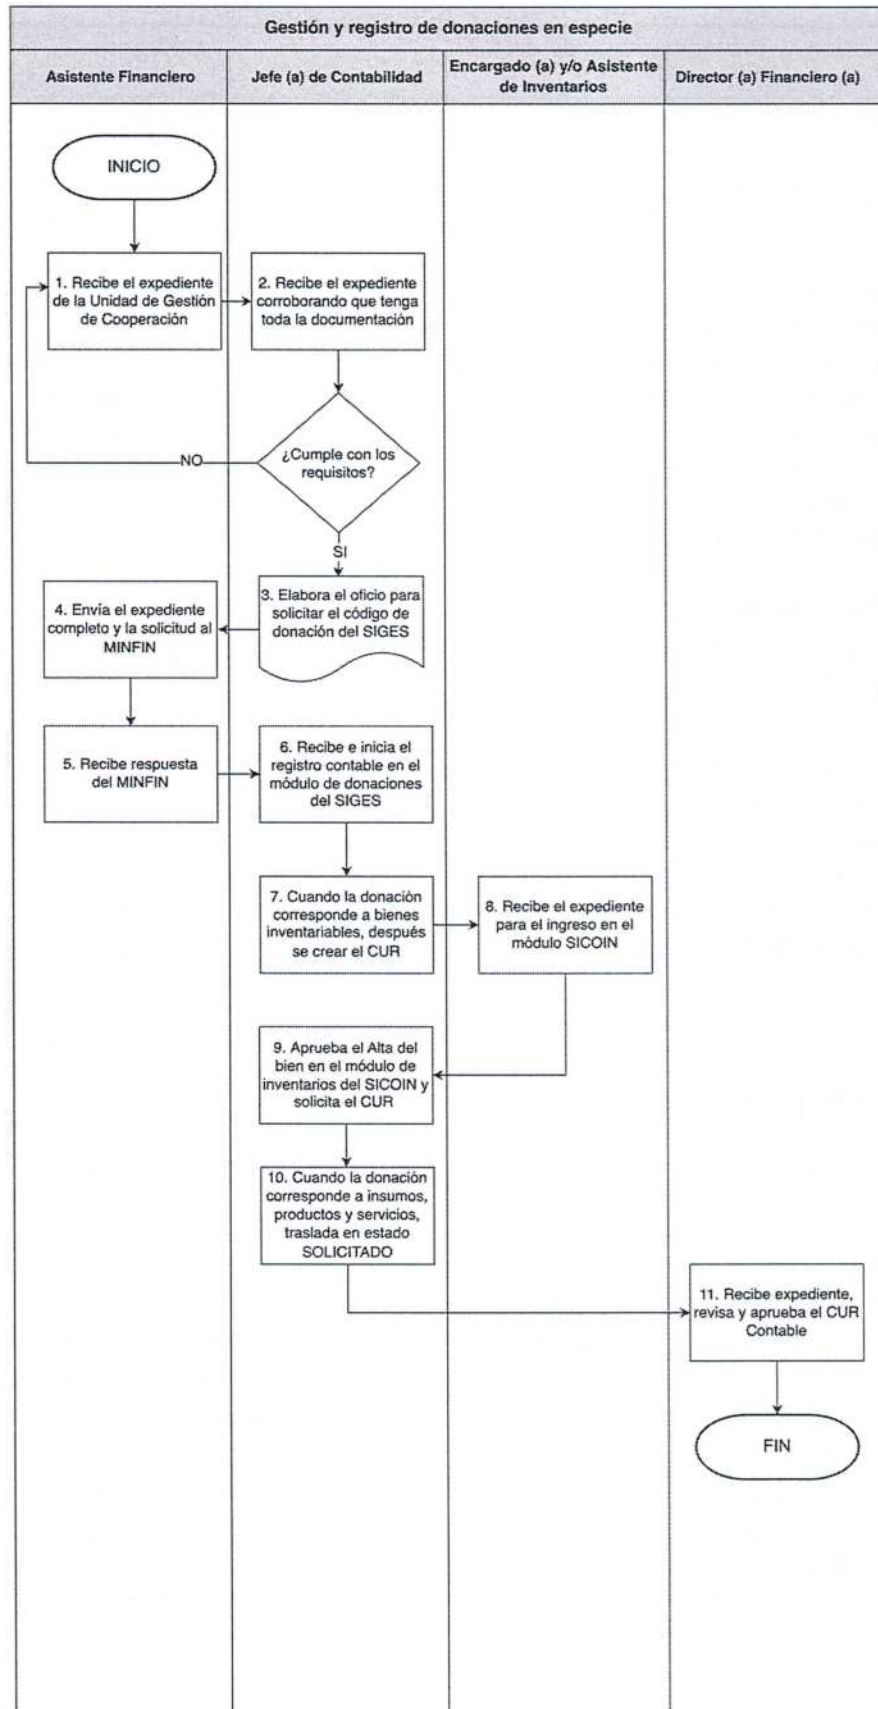 Gestión y registro de donaciones en especie
Asistente Financiero
Jefe (a) de Contabilidad
Encargado (a) y/o Asistente
de Inventarios
Director (a) Financiero (a)
INICIO
1. Recibe el expediente
de la Unidad de Gestión
de Cooperación
2. Recibe el expediente
corroborando que tenga
toda la documentación
¿Cumple con los
requisitos?
NO
SI
3. Elabora el oficio para
solicitar el código de
donación del SIGES
4. Envía el expediente
completo y la solicitud al
MINFIN
5. Recibe respuesta
del MINFIN
6. Recibe e inicia el
registro contable en el
módulo de donaciones
del SIGES
7. Cuando la donación
corresponde a bienes
inventariables, después
se crear el CUR
8. Recibe el expediente
para el ingreso en el
módulo SICOIN
9. Aprueba el Alta del
bien en el módulo de
inventarios del SICOIN y
solicita el CUR
10. Cuando la donación
corresponde a insumos,
productos y servicios,
traslada en estado
SOLICITADO
11. Recibe expediente,
revisa y aprueba el CUR
Contable
FIN